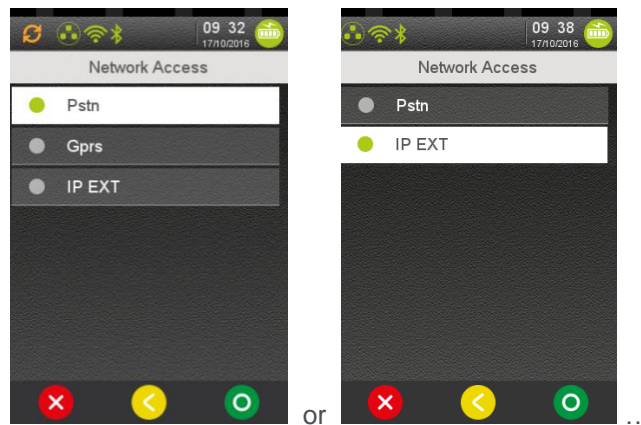 09 32
17/10/2016
Network Access
Pstn
Gprs
IP EXT
or
09 38
17/10/2016
Network Access
Pstn
IP EXT
..